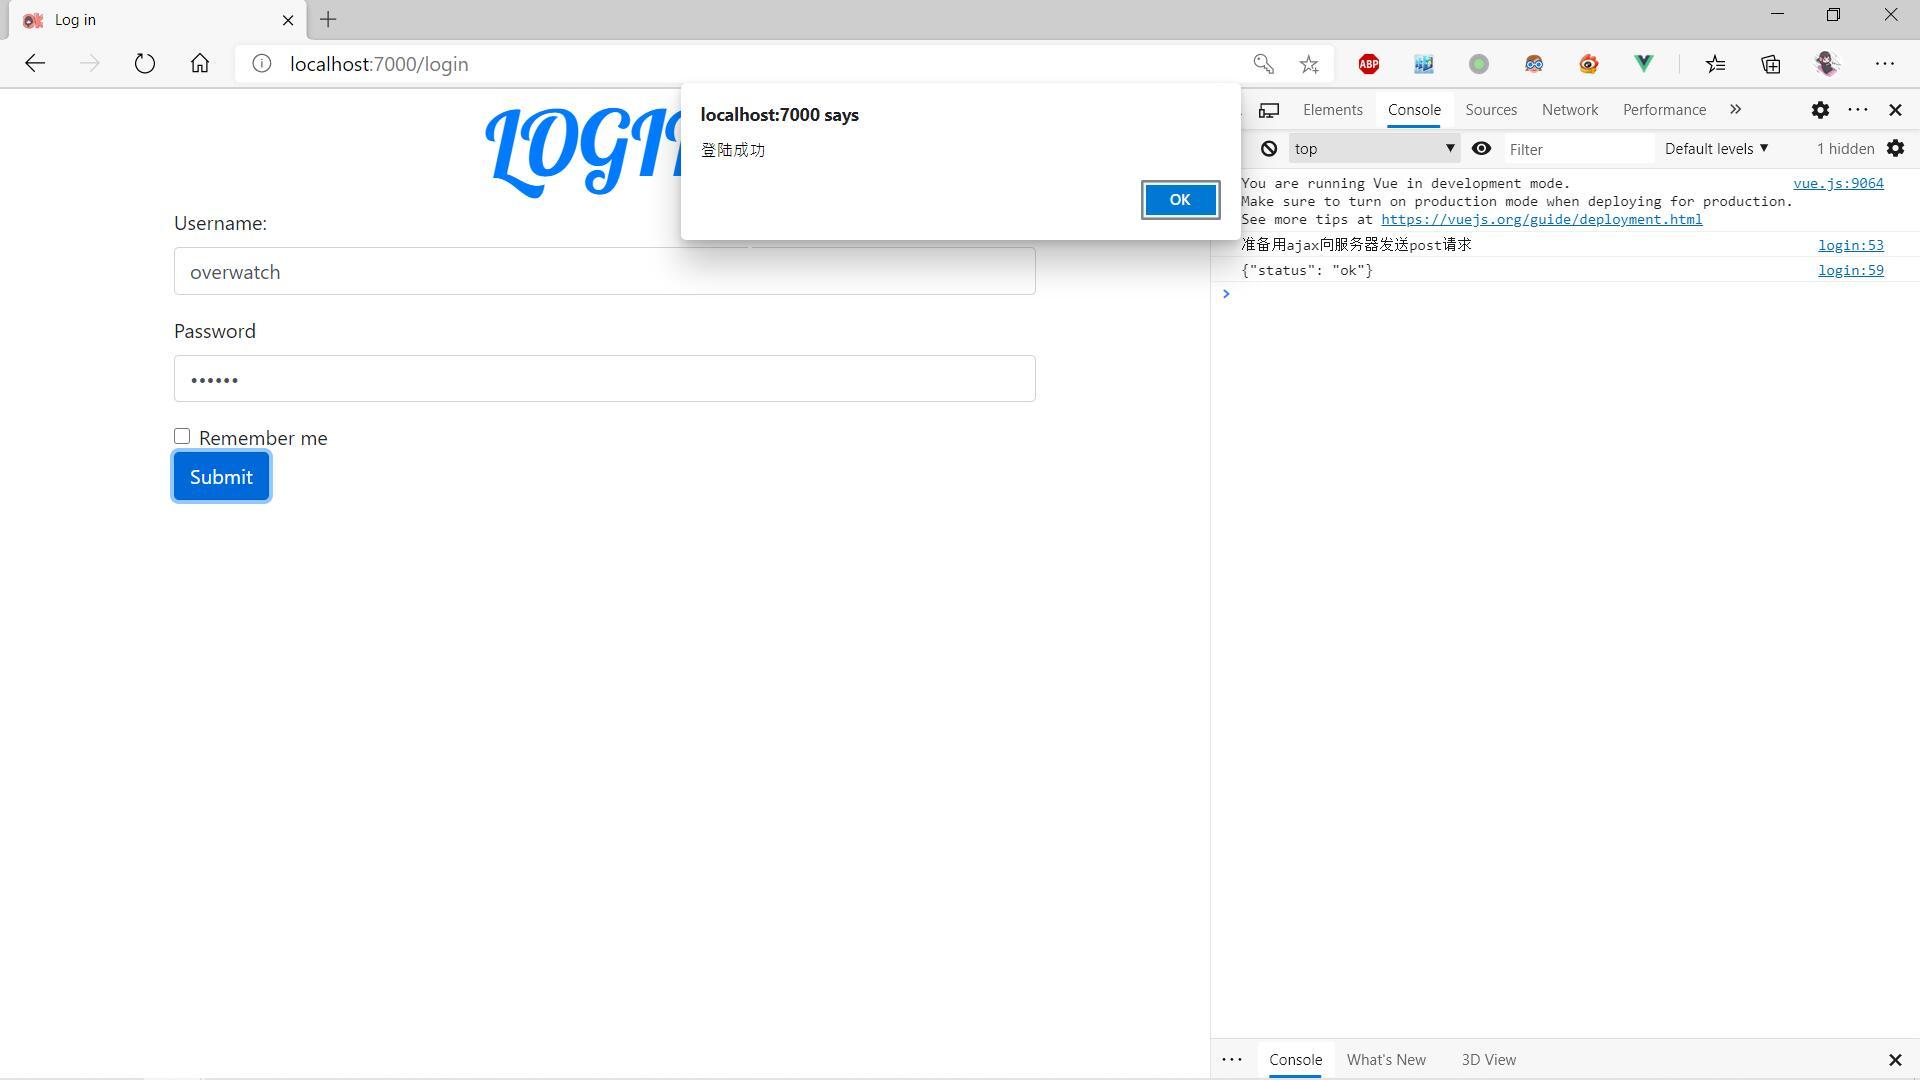 Log in
localhost:7000/login
ABP
localhost:7000 says
登陆成功
OK
Username:
overwatch
Password
Remember me
Submit
Elements
Console
Sources
Network
Performance
top
Filter
Default levels
1 hidden
You are running Vue in development mode.
vue.js:9064
Make sure to turn on production mode when deploying for production.
See more tips at https://vuejs.org/guide/deployment.html
准备用ajax向服务器发送post请求
login:53
{"status": "ok"}
login:59
Console
What's New
3D View